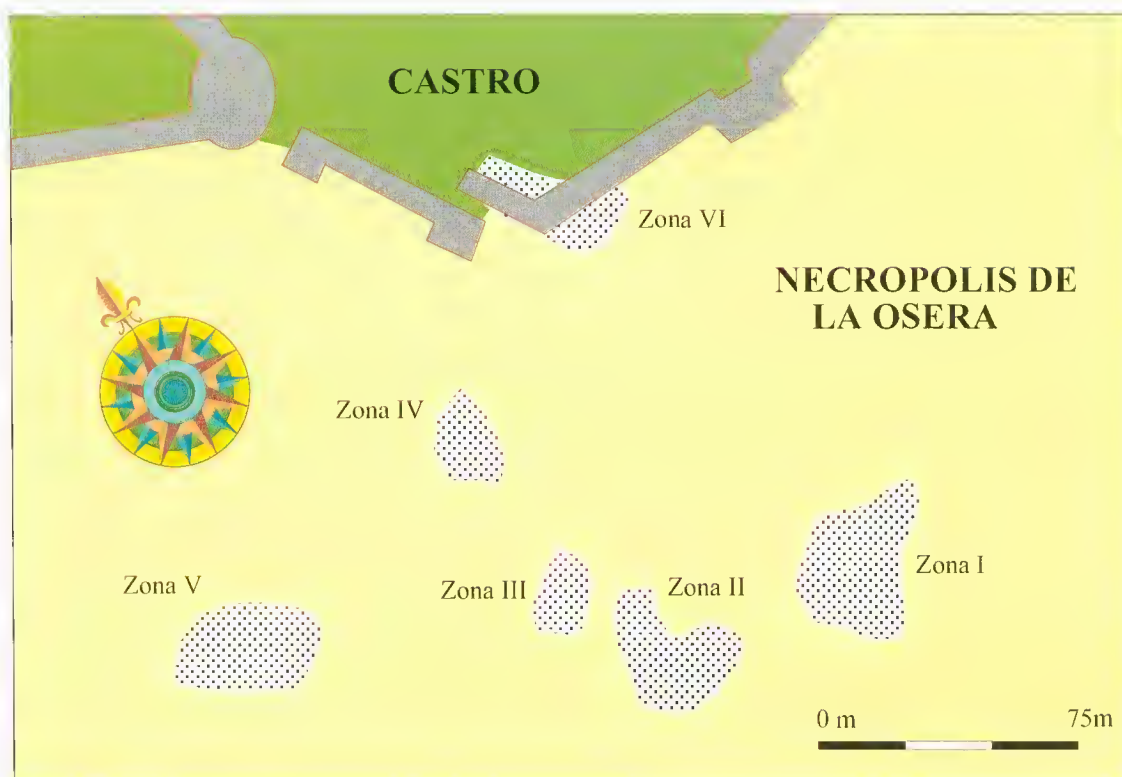 CASTRO
Zona VI
NECROPOLIS DE
LA OSERA
Zona IV
Zona I
Zona V
Zona III
Zona II
0 m
75m